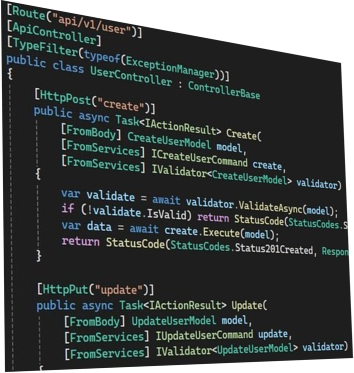 [Route("api/v1/user")]
[ApiController]
[TypeFilter(typeof(ExceptionManager))]
public class UserController : ControllerBase
{
[HttpPost("create")]
public async Task<IActionResult> Create(
[FromBody] CreateUserModel model,
[FromServices] ICreateUserCommand create,
[FromServices] IValidator<CreateUserModel> validator)
{
var validate = await validator.ValidateAsync(model);
if (!validate.IsValid) return StatusCode(StatusCodes.S
var data = await create.Execute(model);
return StatusCode(StatusCodes.Status201Created, Respon
}
[HttpPut("update")]
public async Task<IActionResult> Update(
[FromBody] UpdateUserModel model,
[FromServices] IUpdateUserCommand update,
[FromServices] IValidator<UpdateUserModel> validator)
{